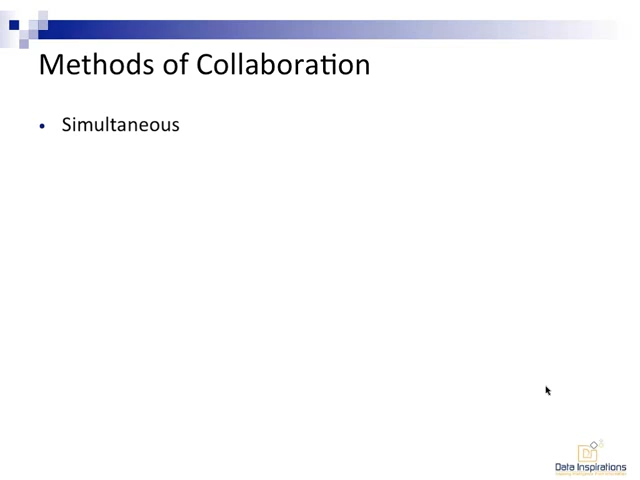 Methods of Collaboration
• Simultaneous
Data Inspirations